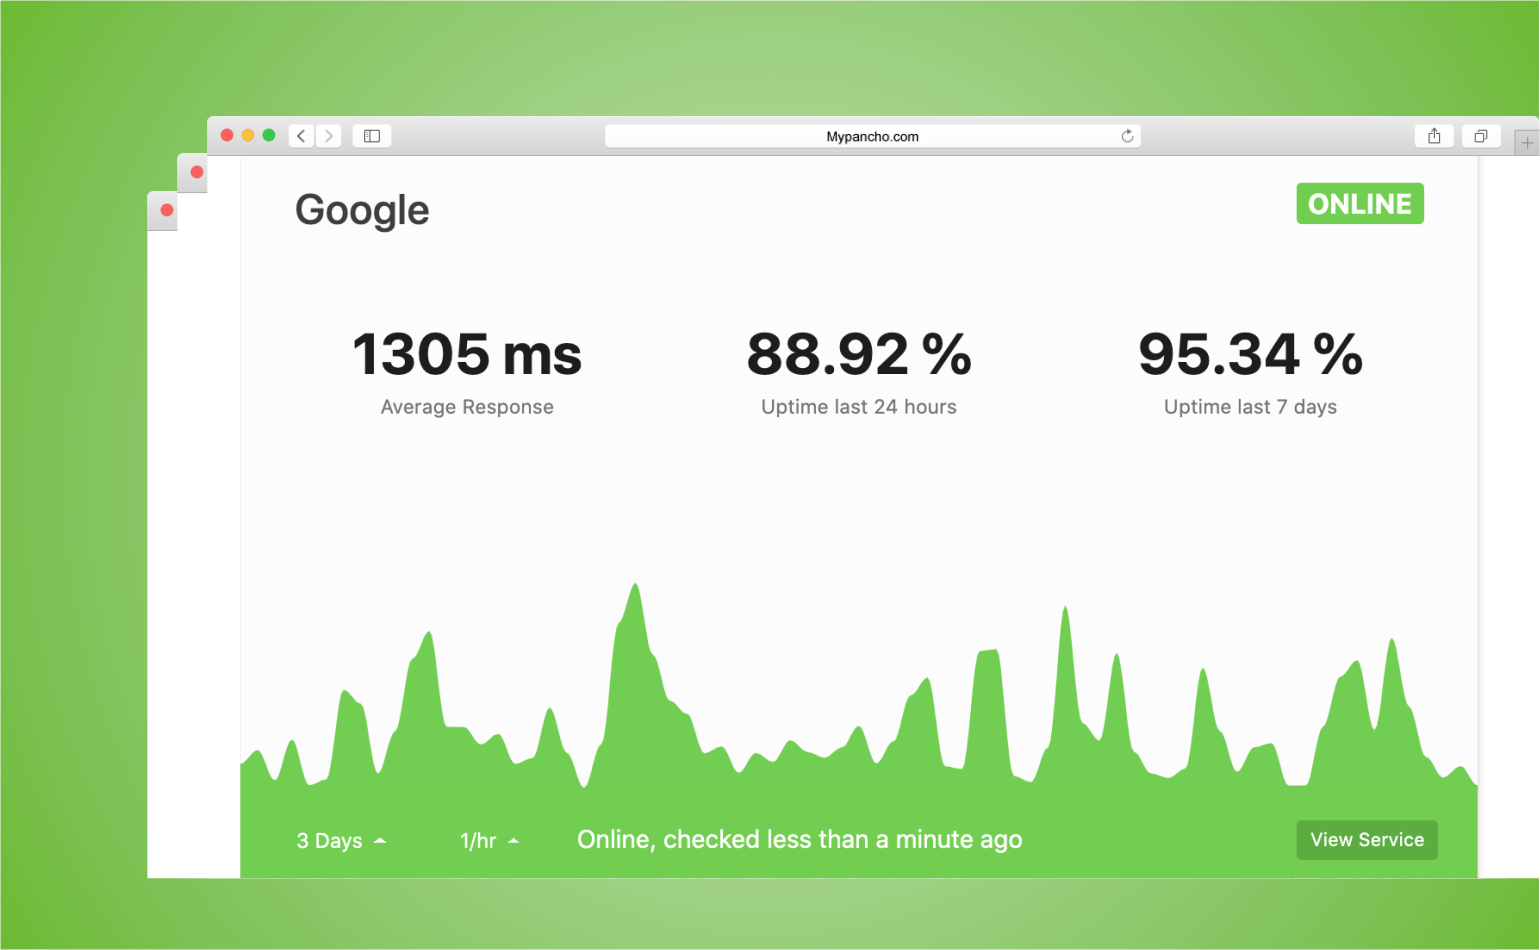 Mypancho.com
Google
ONLINE
1305 ms
Average Response
88.92 %
Uptime last 24 hours
95.34 %
Uptime last 7 days
3 Days
1/hr
Online, checked less than a minute ago
View Service